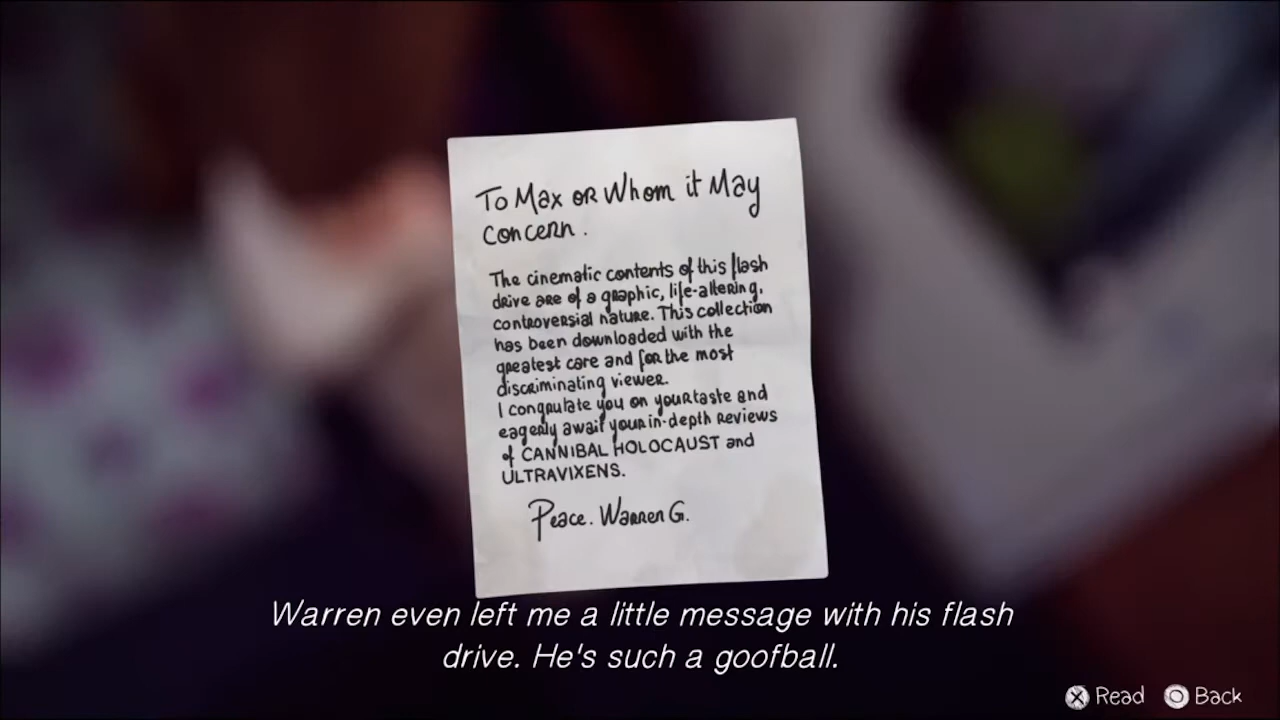 To Max or Whom it May
Concern.
The cinematic contents of this flash
drive are of a graphic, life-altering,
controversial nature. This collection
has been downloaded with the
greatest care and for the most
discriminating viewer.
I congrulate you on your taste and
eagerly await your in-depth reviews
of CANNIBAL HOLOCAUST and
ULTRAVIXENS.
Peace. Warren G.
Warren even left me a little message with his flash
drive. He's such a goofball.
Read Back